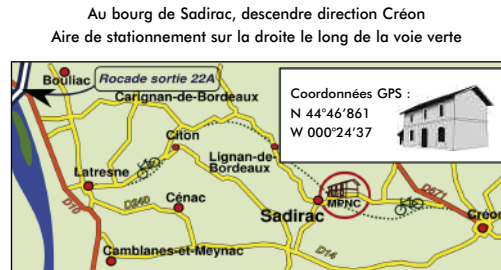 Au bourg de Sadirac, descendre direction Créon
Aire de stationnement sur la droite le long de la voie verte
Bouliac
Rocade sortie 22A
Carignan-de-Bordeaux
Coordonnées GPS :
N 44°46'861
W 000°24'37
Citon
Lignan-de-
Bordeaux
Latresne
D10
D240
Cénac
Sadirac
MPNC
D671
Créon
Camblanes-et-Meynac
D14